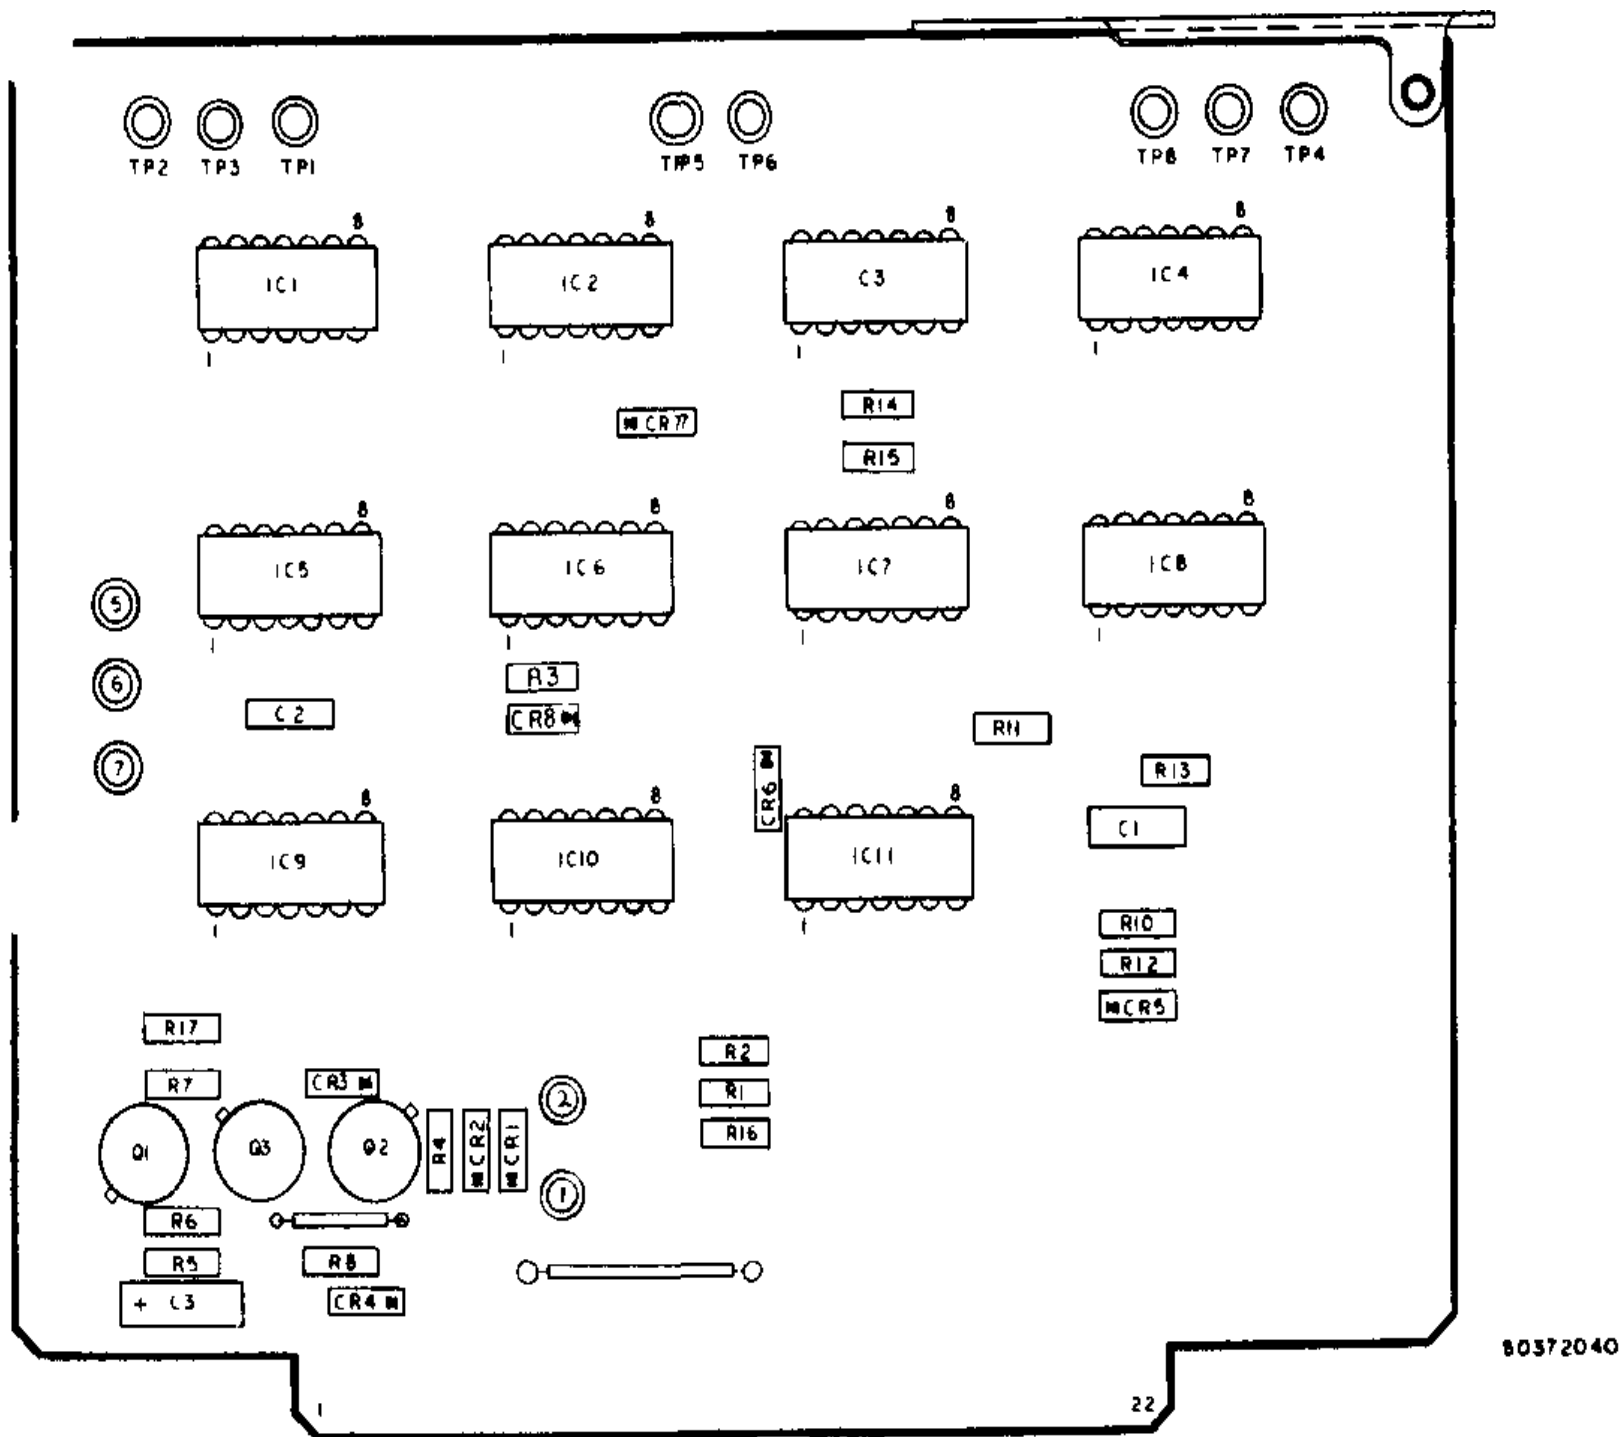 TP2 TP3 TP1 TP5 TP6 TP8 TP7 TP4
8 8 8 8
IC1 IC2 C3 IC4
1 1 1 1
R14
CR7
R15
8 8 8 8
IC5 IC6 IC7 IC8
5
1 1 1 1
R3
6
C2 CR8
R11
7
R13
CR6
8 8 8
C1
IC9 IC10 IC11
1 1 1
R10
R12
CR5
R17
R2
R7 CR3
R1
2
R16
Q1 Q3 Q2 R4 CR2 CR1
1
R6
R5 R8
+ C3 CR4
80372040
1 22